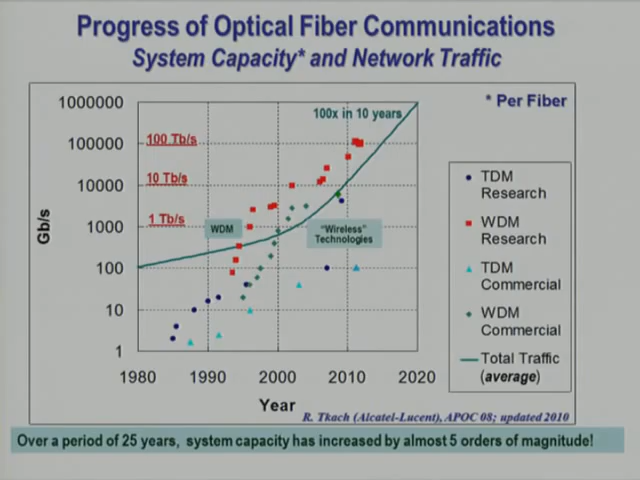 Progress of Optical Fiber Communications
System Capacity* and Network Traffic
* Per Fiber
100x in 10 years
1000000
100000
10000
1000
100
10
1
100 Tb/s
10 Tb/s
1 Tb/s
WDM
"Wireless"
Technologies
Gb/s
1980 1990 2000 2010 2020
Year
TDM
Research
WDM
Research
TDM
Commercial
WDM
Commercial
Total Traffic
(average)
R. Tkach (Alcatel-Lucent), APOC 08; updated 2010
Over a period of 25 years, system capacity has increased by almost 5 orders of magnitude!